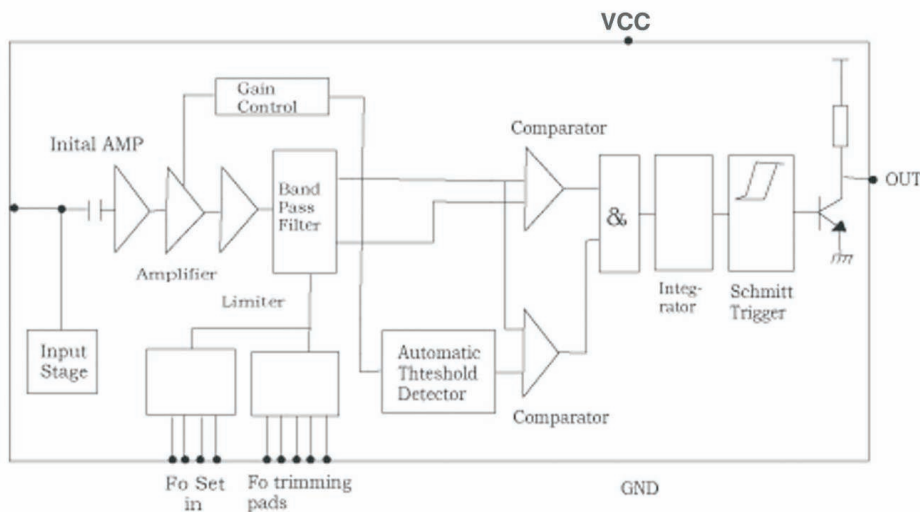 VCC
Gain
Control
Inital AMP
Comparator
OUT
Band
Pass
Filter
&
Amplifier
Limiter
Integ-
rator
Schmitt
Trigger
Input
Stage
Automatic
Thteshold
Detector
Comparator
Fo Set
in
Fo trimming
pads
GND